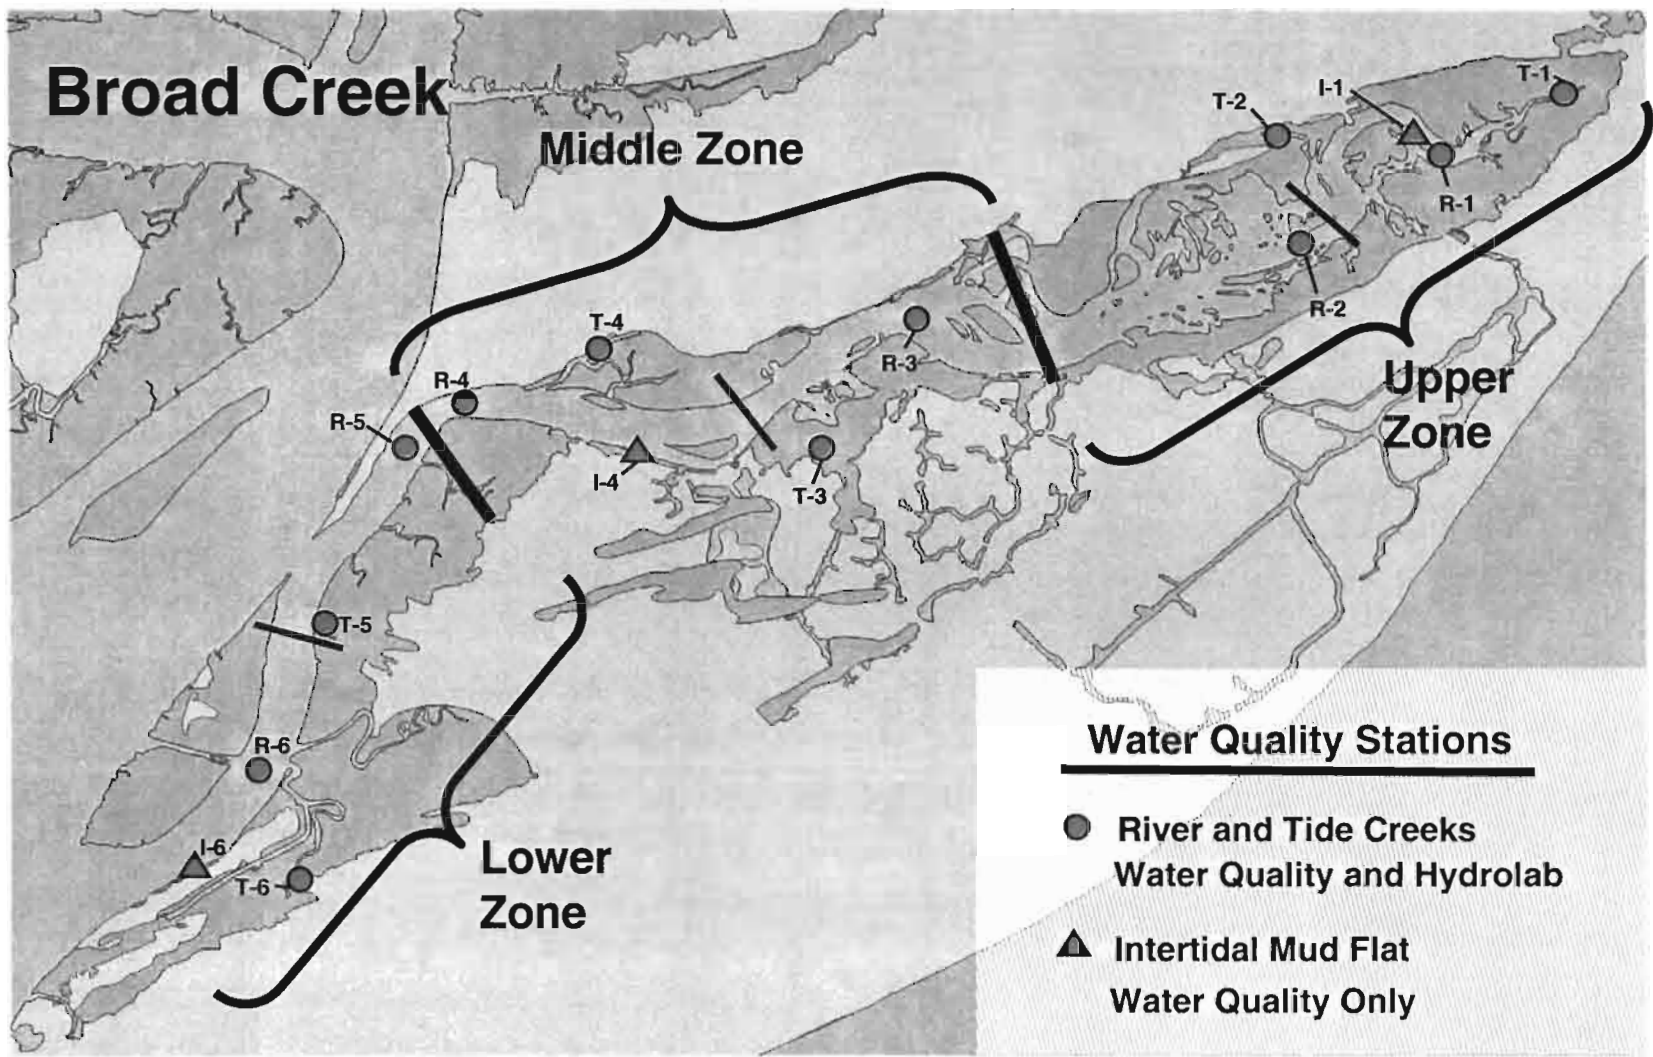 Broad Creek
Middle Zone
T-1
I-1
T-2
R-1
R-2
T-4
R-3
R-4
Upper
Zone
R-5
I-4
T-3
T-5
R-6
I-6
T-6
Lower
Zone
Water Quality Stations
River and Tide Creeks
Water Quality and Hydrolab
Intertidal Mud Flat
Water Quality Only